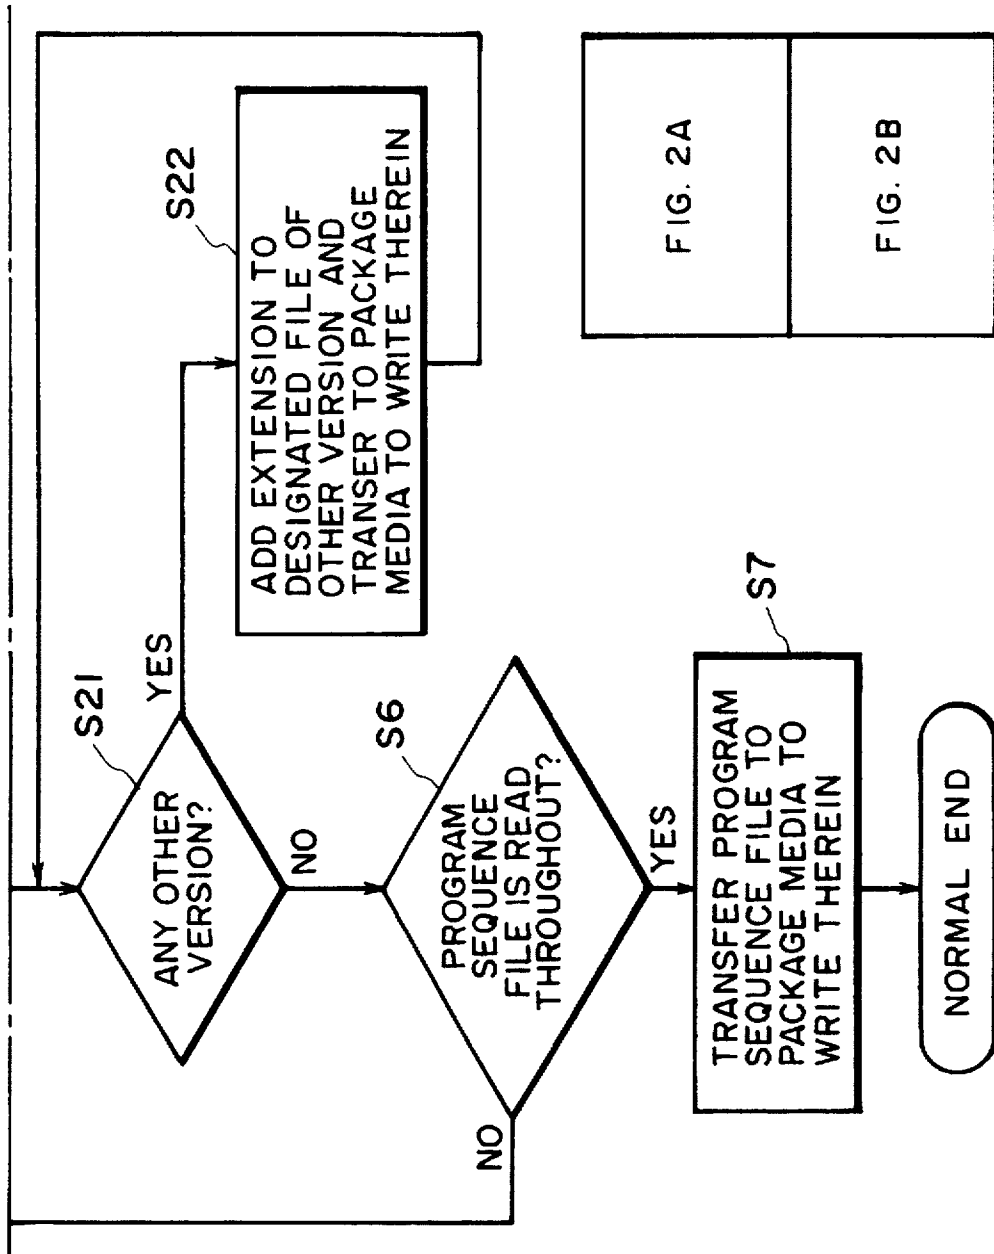 S21
ANY OTHER
VERSION?
YES
NO
S22
ADD EXTENSION TO
DESIGNATED FILE OF
OTHER VERSION AND
TRANSER TO PACKAGE
MEDIA TO WRITE THEREIN
S6
PROGRAM
SEQUENCE
FILE IS READ
THROUGHOUT?
NO
YES
S7
TRANSFER PROGRAM
SEQUENCE FILE TO
PACKAGE MEDIA TO
WRITE THEREIN
NORMAL END
FIG. 2A
FIG. 2B